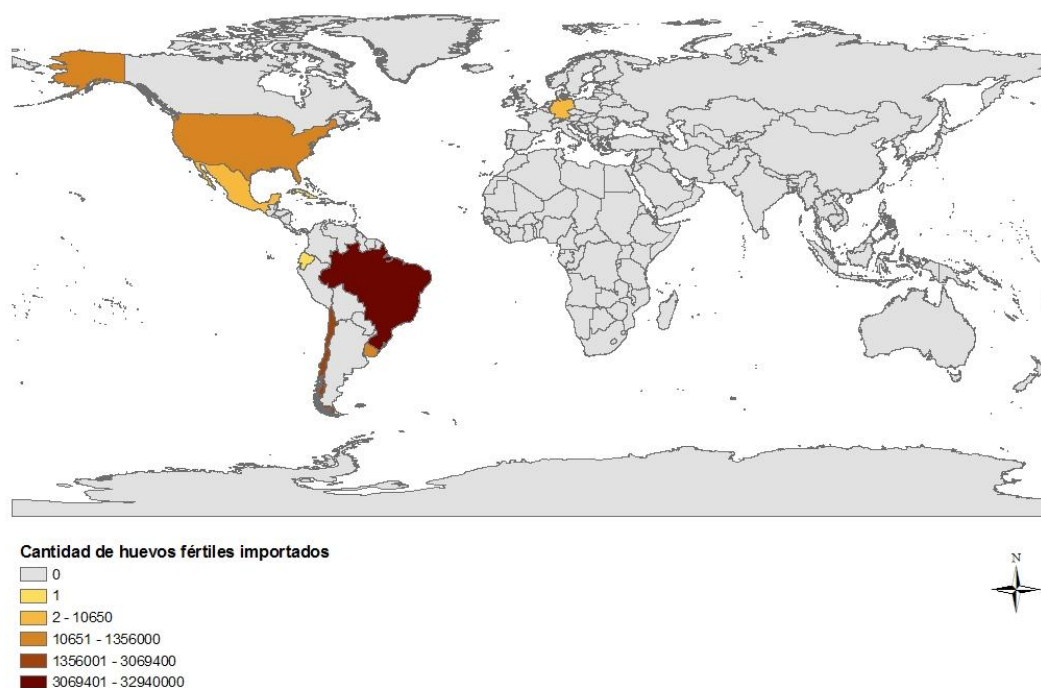 Cantidad de huevos fértiles importados
0
1
2 - 10650
10651 - 1356000
1356001 - 3069400
3069401 - 32940000
N